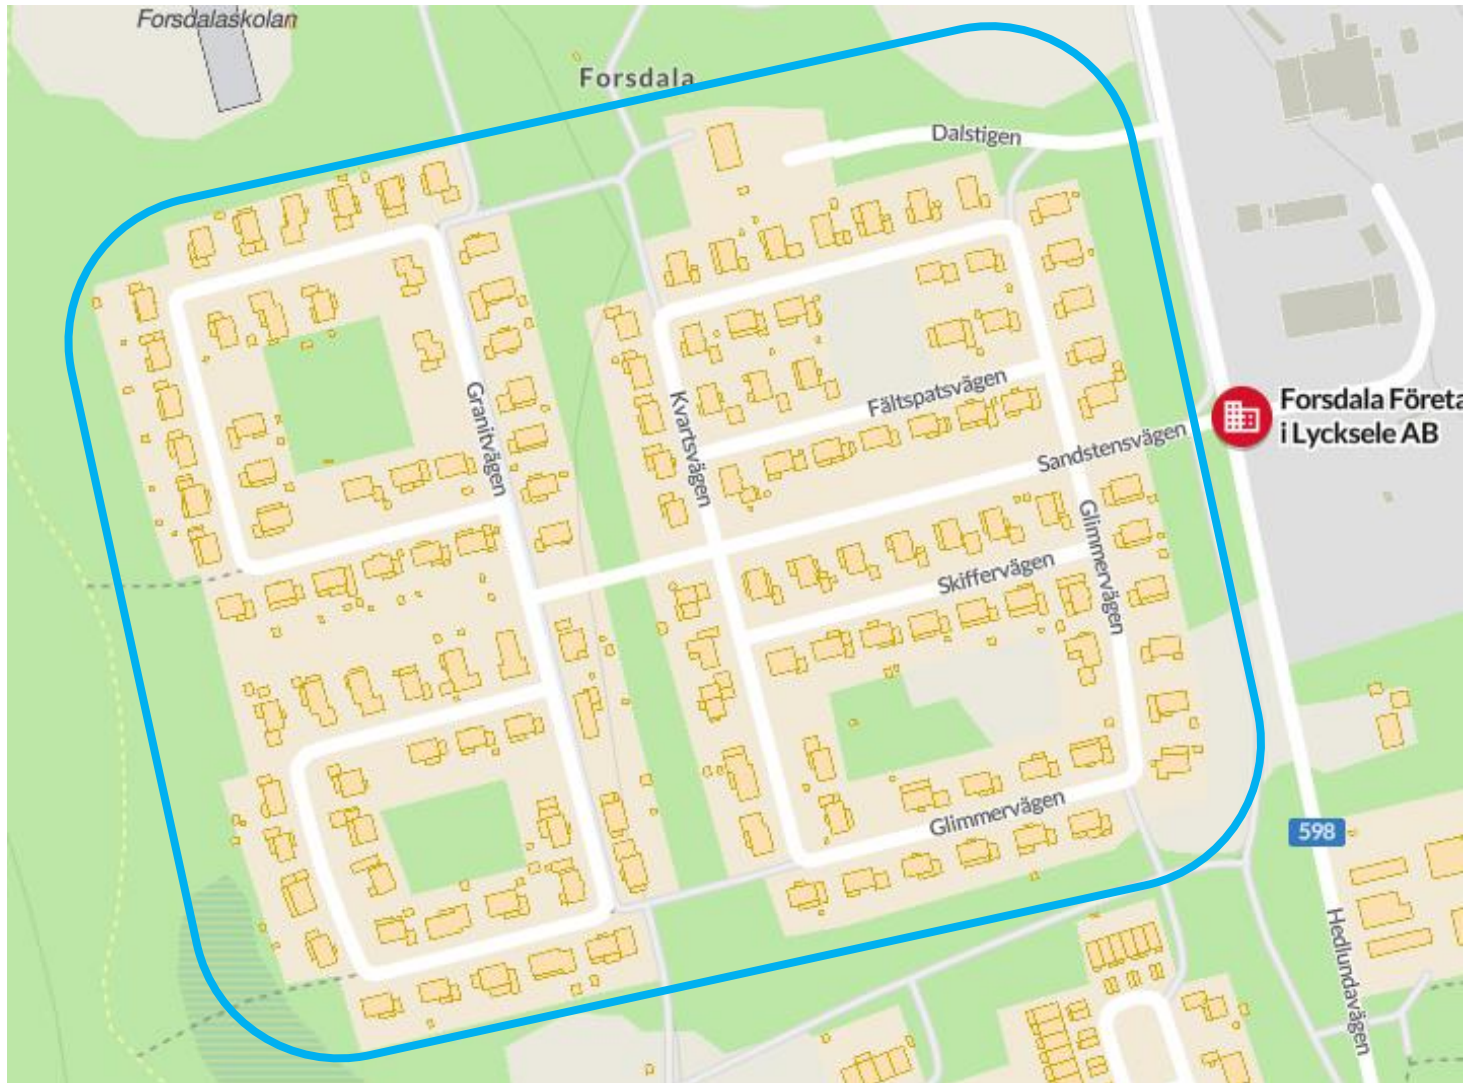 Forsdalaskolan
Forsdala
Dalstigen
Granitvägen
Kvartsvägen
Fältspatsvägen
Sandstensvägen
Forsdala Företa
i Lycksele AB
Glimmervägen
Skiffervägen
Glimmervägen
598
Hedlundavägen